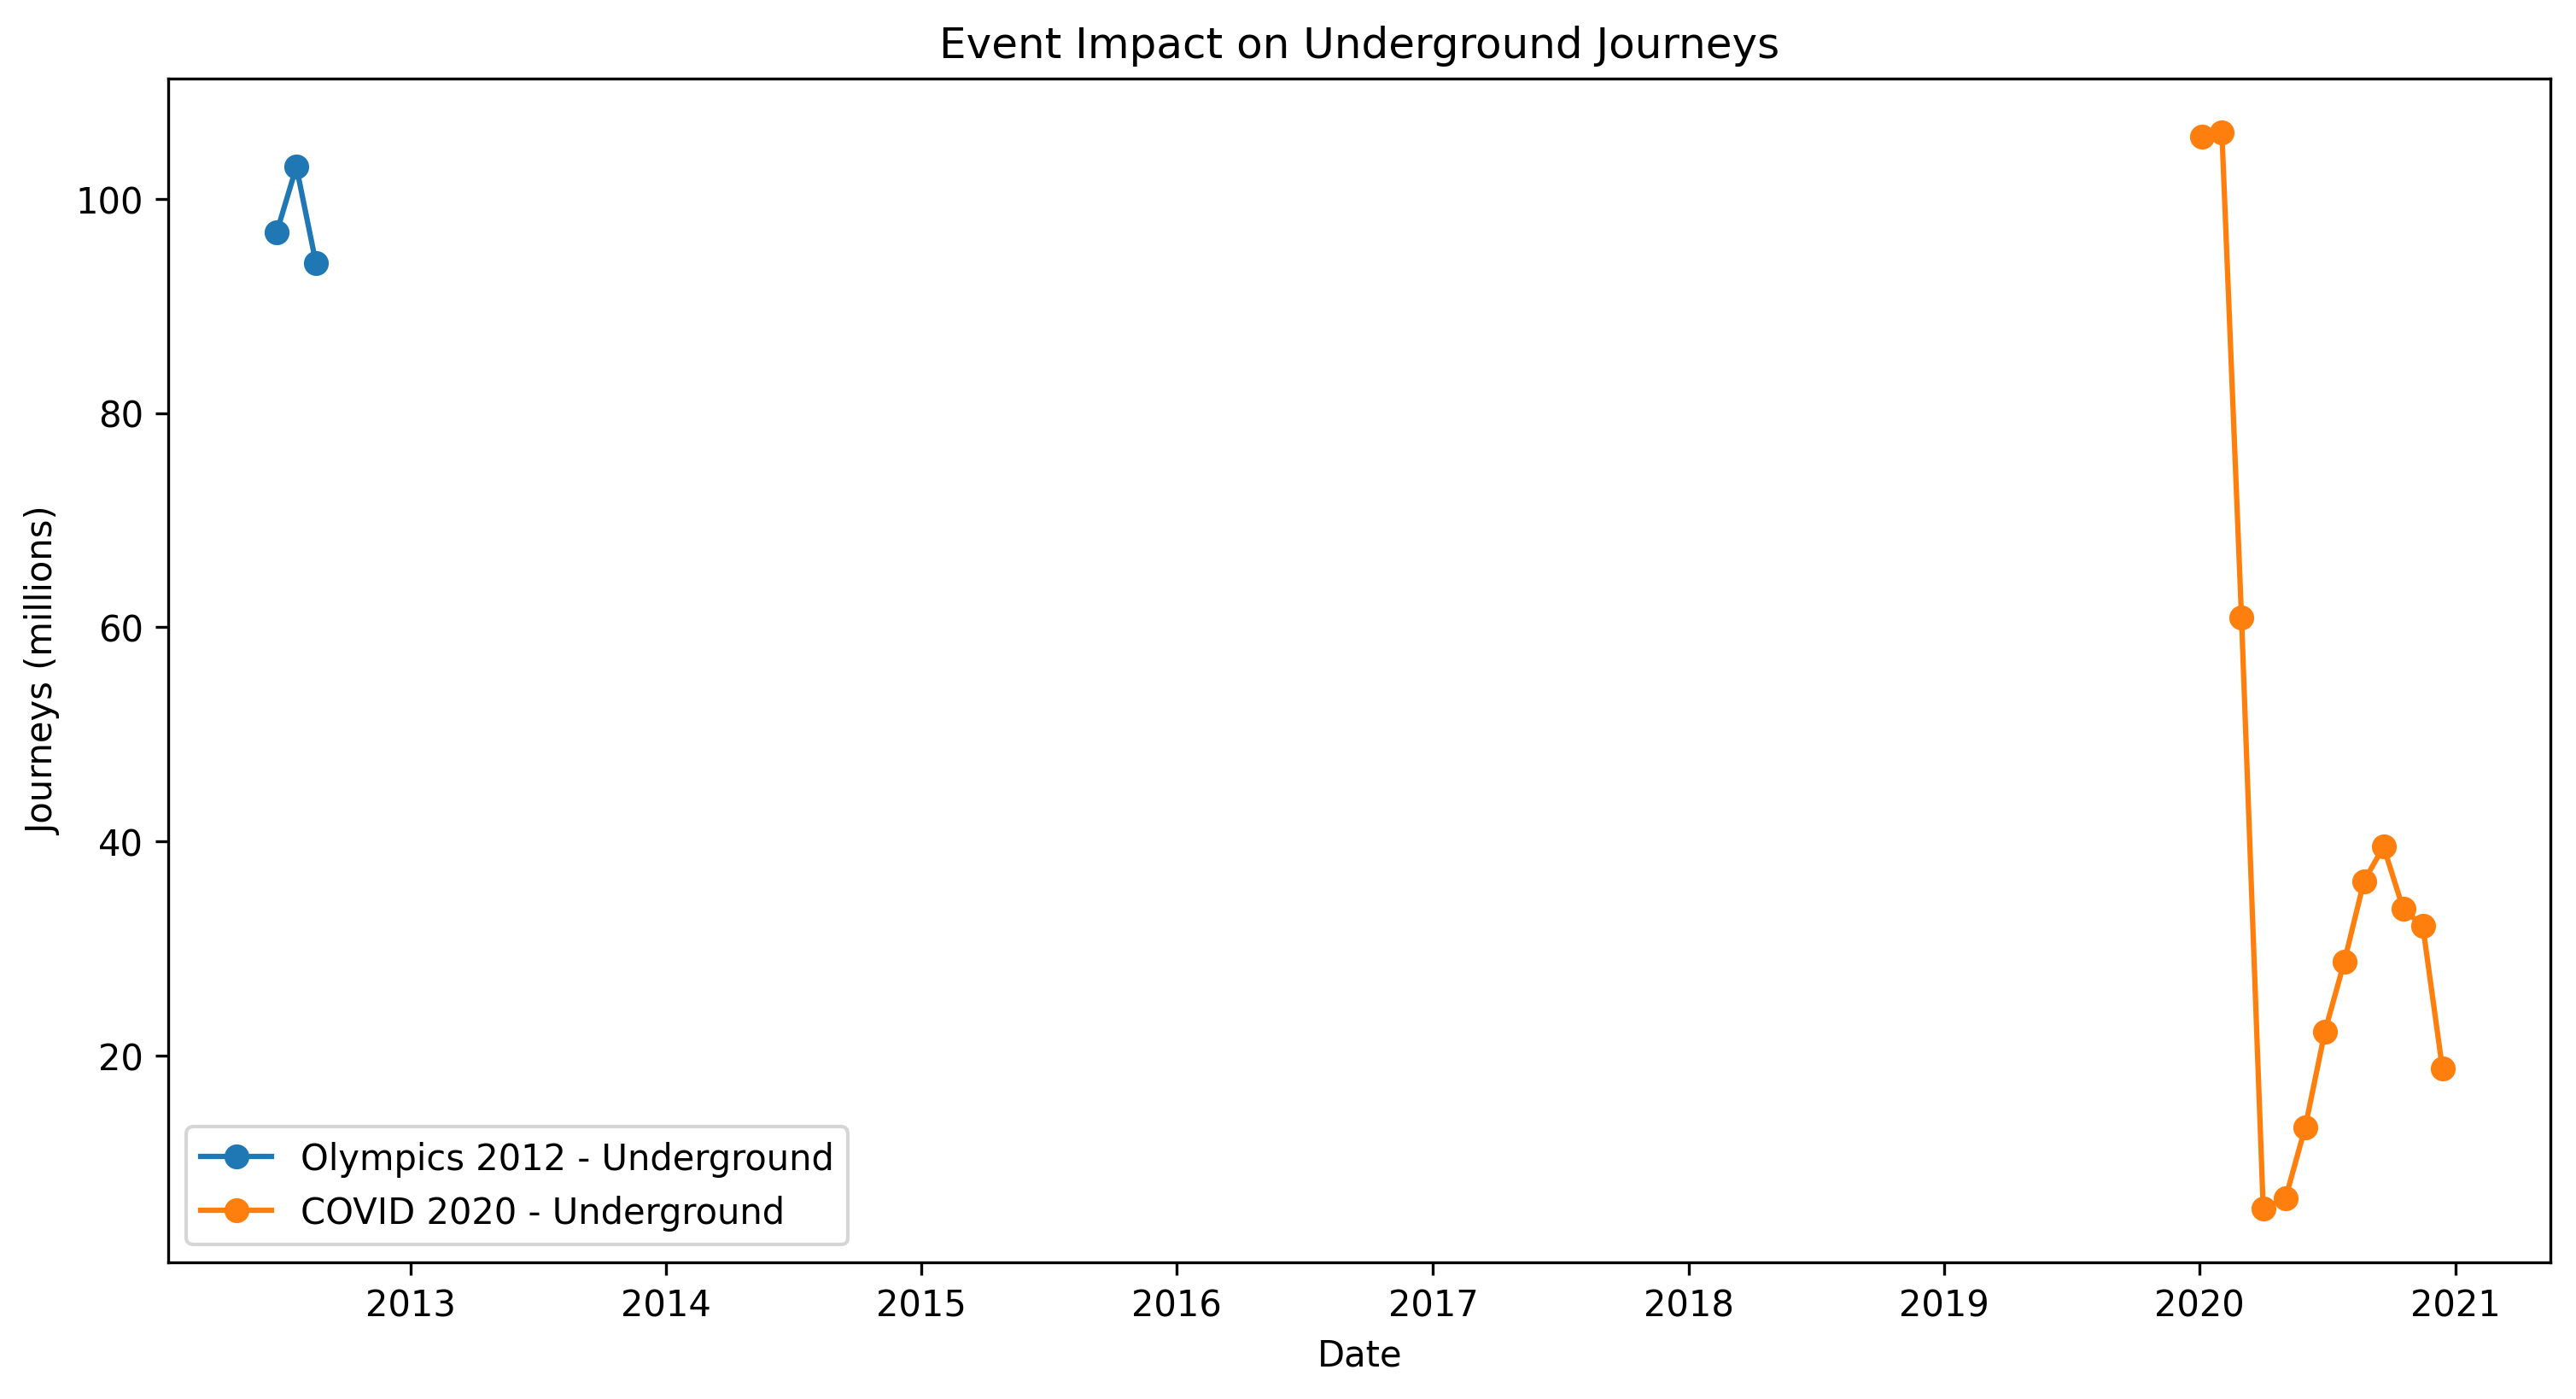 Event Impact on Underground Journeys
Journeys (millions)
100
80
60
40
20
Olympics 2012 - Underground
COVID 2020 - Underground
2013 2014 2015 2016 2017 2018 2019 2020 2021
Date